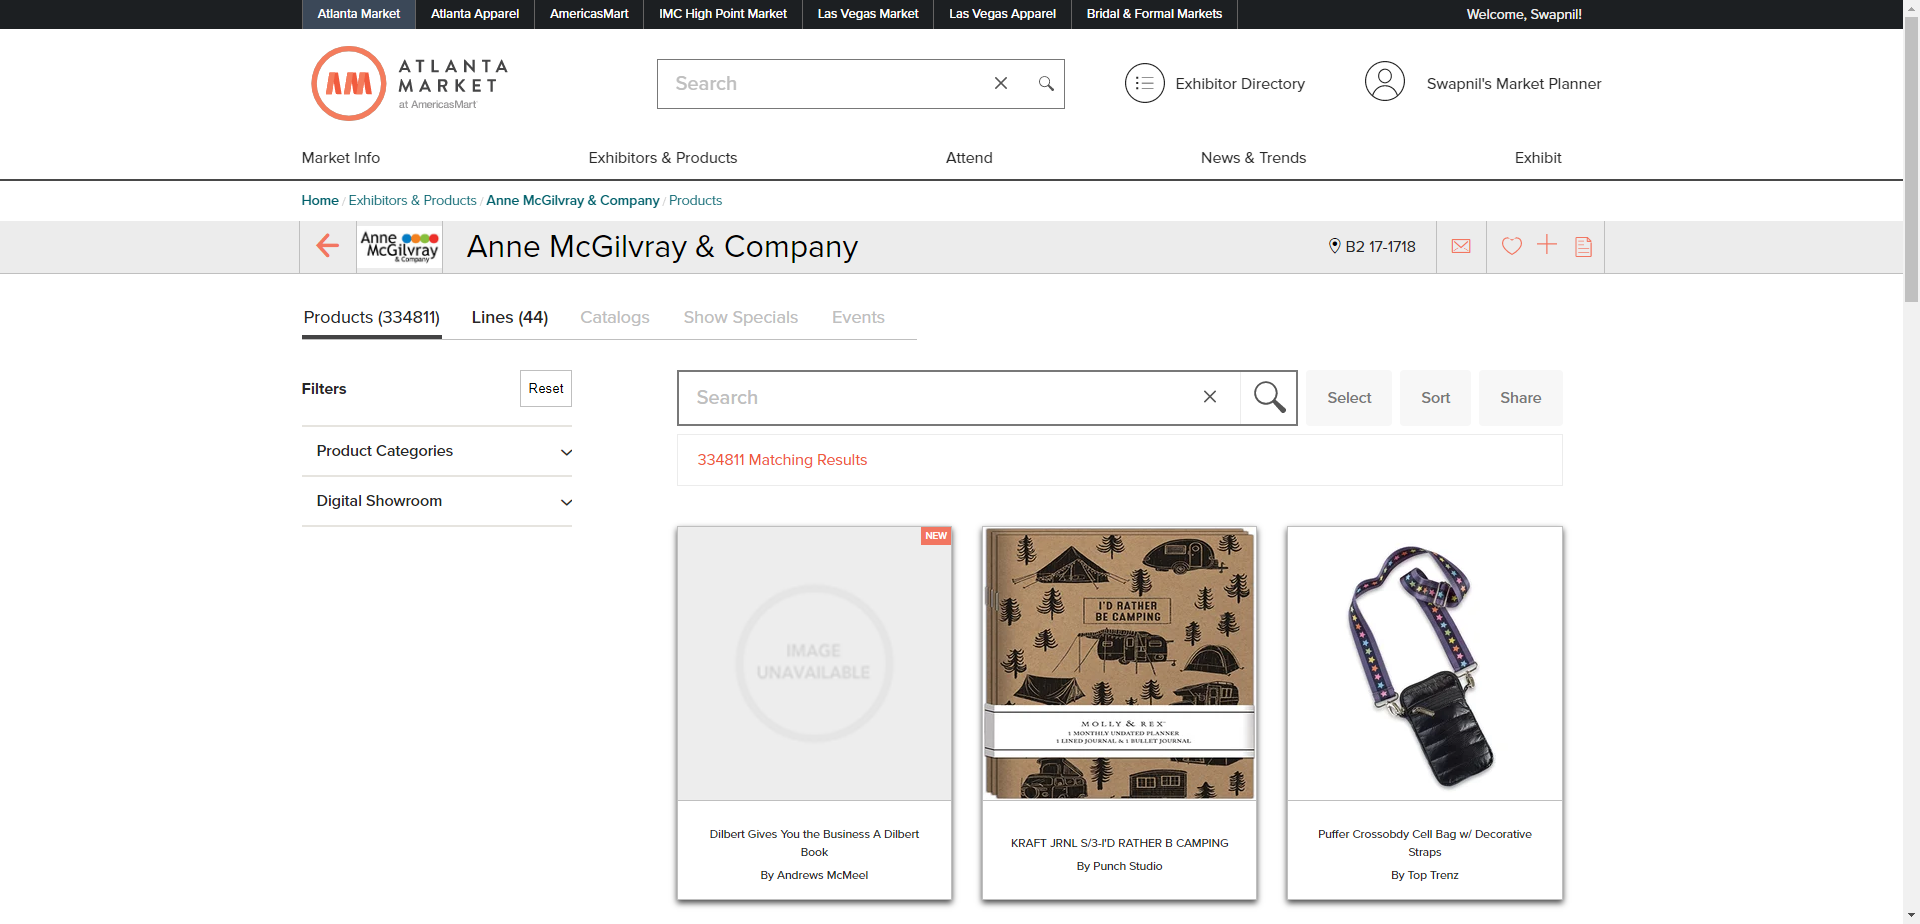 Atlanta Market
Atlanta Apparel
AmericasMart
IMC High Point Market
Las Vegas Market
Las Vegas Apparel
Bridal & Formal Markets
Welcome, Swapnil!
AM
ATLANTA
MARKET
at AmericasMart
Search
Exhibitor Directory
Swapnil's Market Planner
Market Info
Exhibitors & Products
Attend
News & Trends
Exhibit
Home / Exhibitors & Products / Anne McGilvray & Company / Products
Anne
McGilvray
& Company
Anne McGilvray & Company
B2 17-1718
Products (334811)
Lines (44)
Catalogs
Show Specials
Events
Filters
Reset
Product Categories
Digital Showroom
Search
Select
Sort
Share
334811 Matching Results
NEW
IMAGE
UNAVAILABLE
Dilbert Gives You the Business A Dilbert
Book
By Andrews McMeel
I'D RATHER
BE CAMPING
MOLLY & REX
1 MONTHLY UNDATED PLANNER
1 LINED JOURNAL & 1 BULLET JOURNAL
KRAFT JRNL S/3-I'D RATHER B CAMPING
By Punch Studio
Puffer Crossobdy Cell Bag w/ Decorative
Straps
By Top Trenz